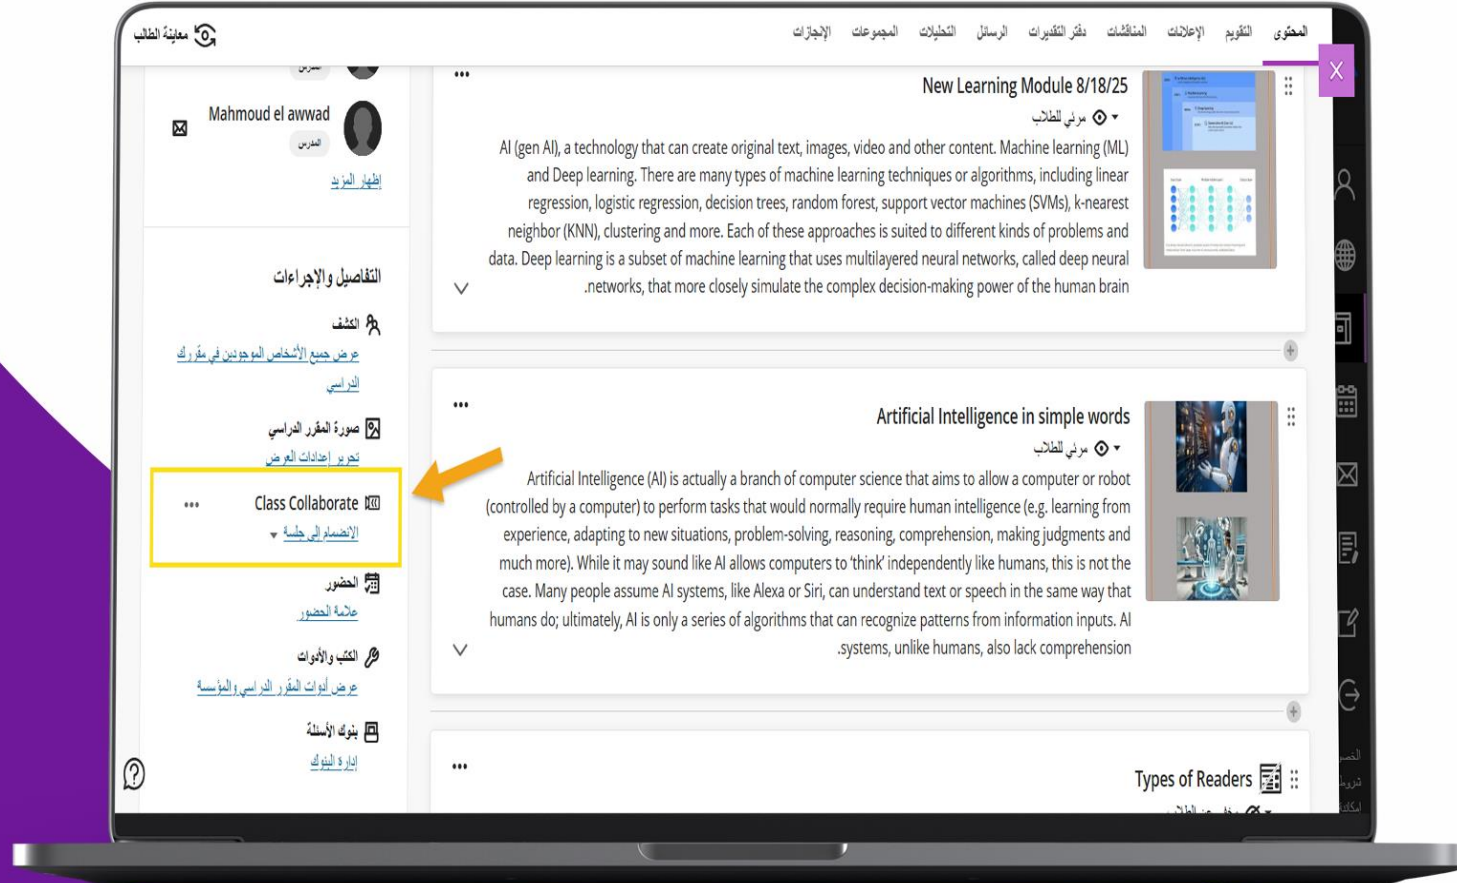 المحتوى
التقويم
الإعلانات
المناقشات
دفتر التقديرات
الرسائل
التحليلات
المجموعات
الإنجازات
معاينة الطالب
X
New Learning Module 8/18/25
مرئي للطلاب
AI (gen AI), a technology that can create original text, images, video and other content. Machine learning (ML)
and Deep learning. There are many types of machine learning techniques or algorithms, including linear
regression, logistic regression, decision trees, random forest, support vector machines (SVMs), k-nearest
neighbor (KNN), clustering and more. Each of these approaches is suited to different kinds of problems and
data. Deep learning is a subset of machine learning that uses multilayered neural networks, called deep neural
.networks, that more closely simulate the complex decision-making power of the human brain
Artificial Intelligence in simple words
مرئي للطلاب
Artificial Intelligence (AI) is actually a branch of computer science that aims to allow a computer or robot
(controlled by a computer) to perform tasks that would normally require human intelligence (e.g. learning from
experience, adapting to new situations, problem-solving, reasoning, comprehension, making judgments and
much more). While it may sound like AI allows computers to 'think' independently like humans, this is not the
case. Many people assume AI systems, like Alexa or Siri, can understand text or speech in the same way that
humans do; ultimately, AI is only a series of algorithms that can recognize patterns from information inputs. AI
.systems, unlike humans, also lack comprehension
Types of Readers
المدرس
Mahmoud el awwad
المدرس
إظهار المزيد
التفاصيل والإجراءات
الكشف
عرض جميع الأشخاص الموجودين في مقررك
الدراسي
صورة المقرر الدراسي
تحرير إعدادات العرض
Class Collaborate
الانضمام إلى جلسة
الحضور
علامة الحضور
الكتب والأدوات
عرض أدوات المقرر الدراسي والمؤسسة
بنوك الأسئلة
إدارة البنوك